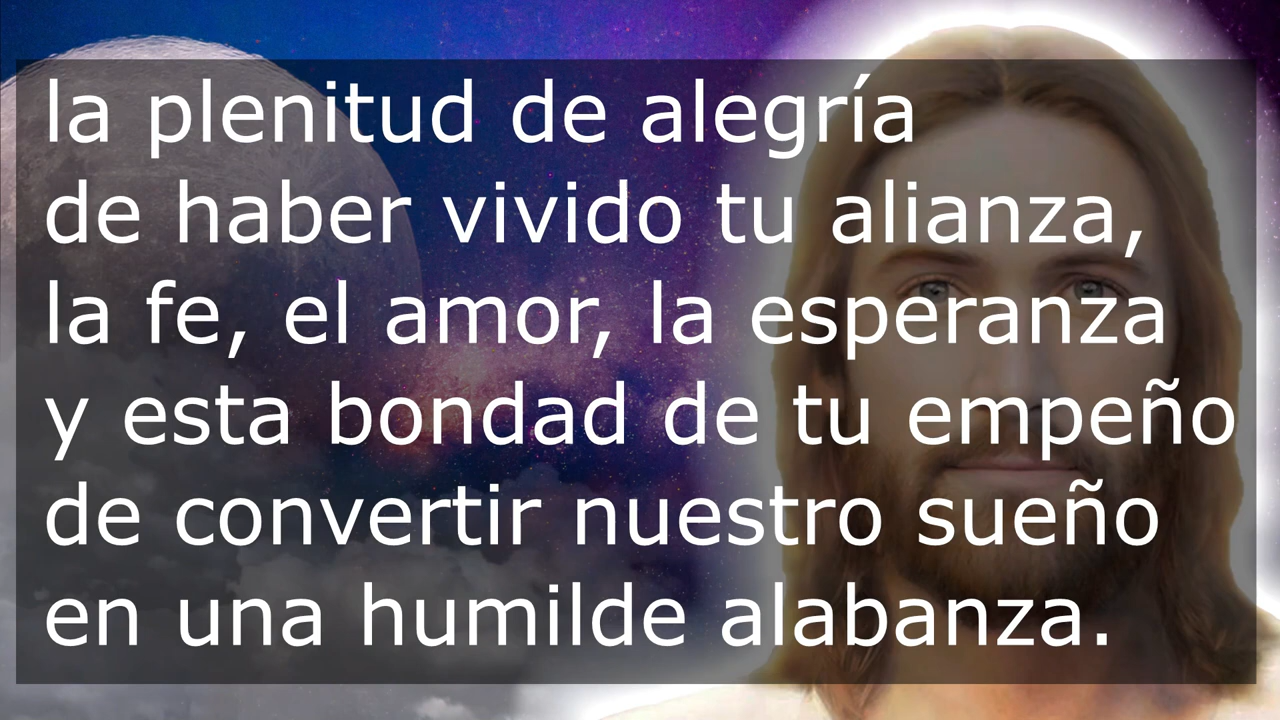 la plenitud de alegría
de haber vivido tu alianza,
la fe, el amor, la esperanza
y esta bondad de tu empeño
de convertir nuestro sueño
en una humilde alabanza.